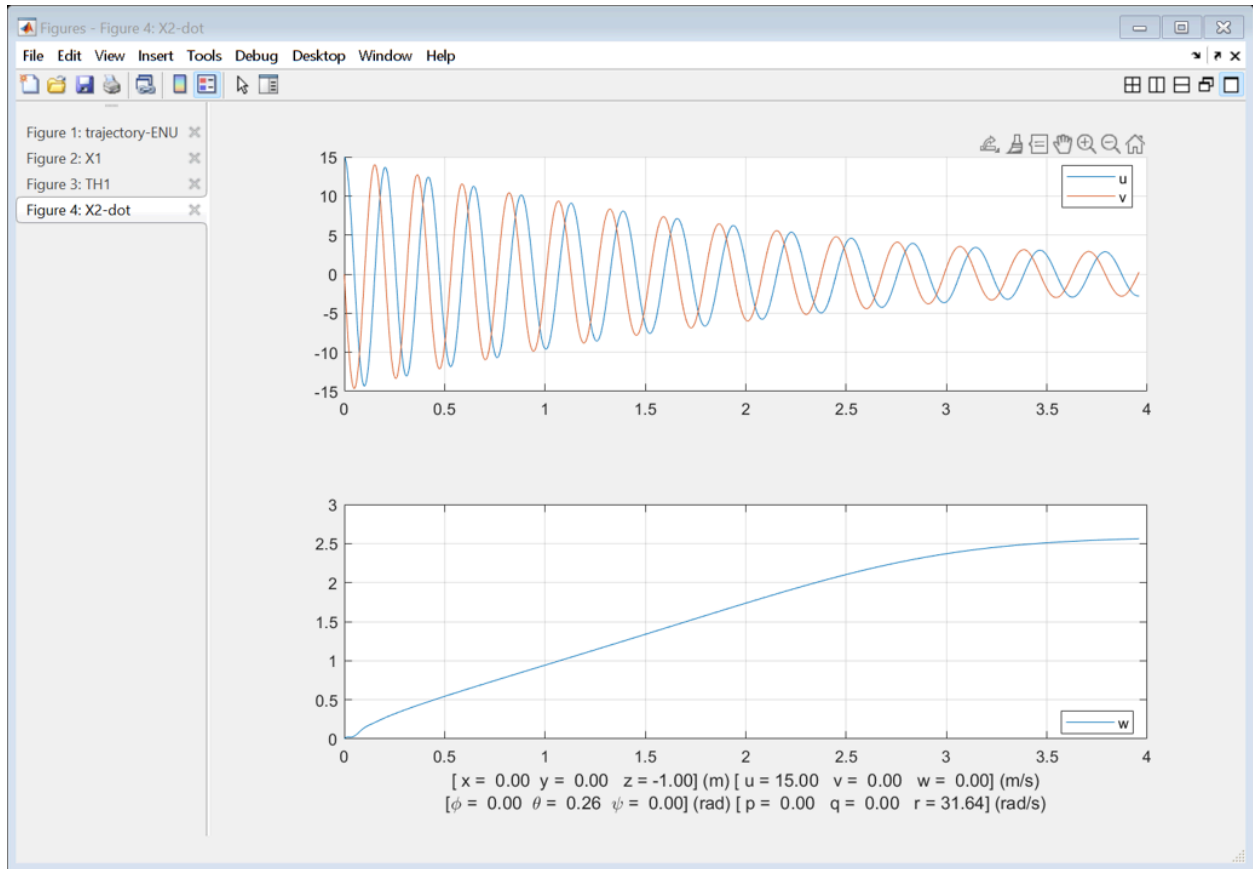 Figures - Figure 4: X2-dot
File Edit View Insert Tools Debug Desktop Window Help
Figure 1: trajectory-ENU
Figure 2: X1
Figure 3: TH1
Figure 4: X2-dot
15
10
5
0
-5
-10
-15
0 0.5 1 1.5 2 2.5 3 3.5 4
u
v
3
2.5
2
1.5
1
0.5
0
0 0.5 1 1.5 2 2.5 3 3.5 4
w
[ x = 0.00 y = 0.00 z = -1.00] (m) [ u = 15.00 v = 0.00 w = 0.00] (m/s)
[ϕ = 0.00 θ = 0.26 ψ = 0.00] (rad) [ p = 0.00 q = 0.00 r = 31.64] (rad/s)